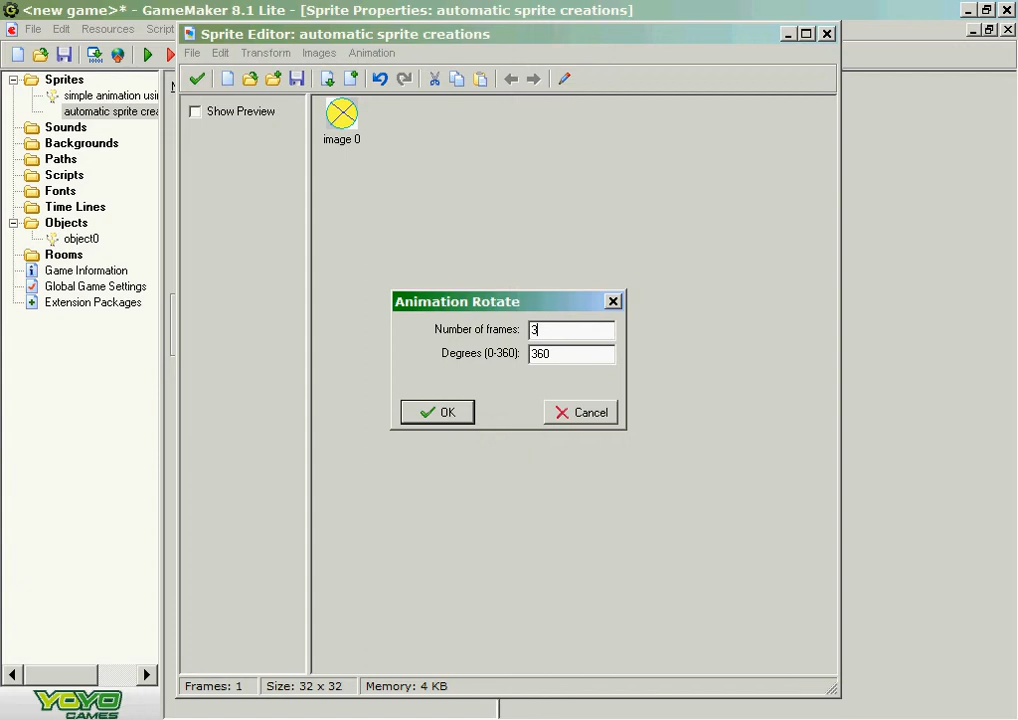 <new game>* - GameMaker 8.1 Lite - [Sprite Properties: automatic sprite creations]
File Edit Resources Script
Sprite Editor: automatic sprite creations
File Edit Transform Images Animation
Sprites
simple animation usi
automatic sprite crea
Sounds
Backgrounds
Paths
Scripts
Fonts
Time Lines
Objects
object0
Rooms
Game Information
Global Game Settings
Extension Packages
Show Preview
image 0
Animation Rotate
Number of frames: 3
Degrees (0-360): 360
OK
Cancel
Frames: 1
Size: 32 x 32
Memory: 4 KB
YOYO
GAMES